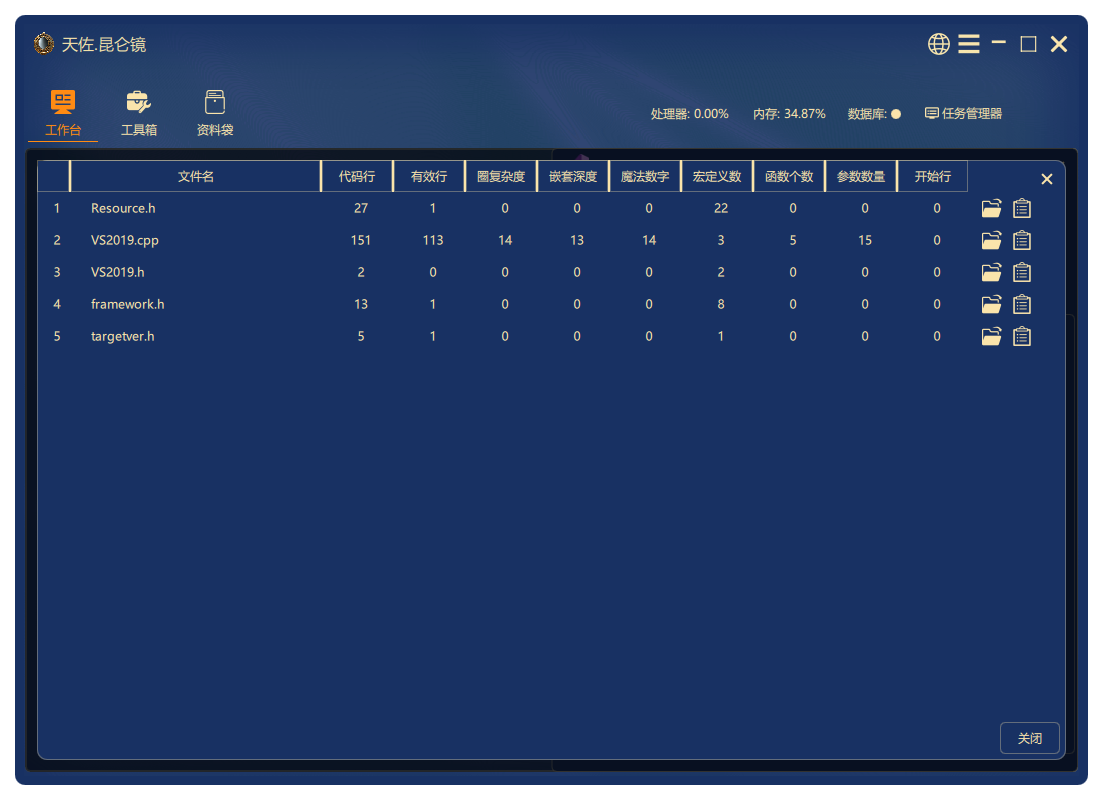 天佐.昆仑镜
工作台 工具箱 资料袋 处理器: 0.00% 内存: 34.87% 数据库: 任务管理器
文件名 代码行 有效行 圈复杂度 嵌套深度 魔法数字 宏定义数 函数个数 参数数量 开始行
1 Resource.h 27 1 0 0 0 22 0 0 0
2 VS2019.cpp 151 113 14 13 14 3 5 15 0
3 VS2019.h 2 0 0 0 0 2 0 0 0
4 framework.h 13 1 0 0 0 8 0 0 0
5 targetver.h 5 1 0 0 0 1 0 0 0
关闭